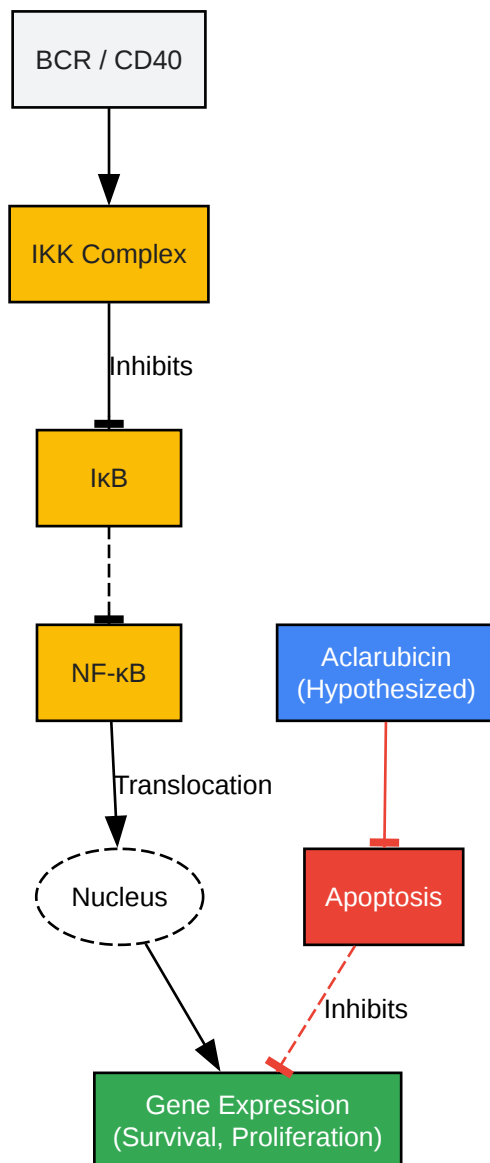 BCR / CD40
IKK Complex
Inhibits
IκB
NF-κB
Aclarubicin
(Hypothesized)
Translocation
Nucleus
Apoptosis
Inhibits
Gene Expression
(Survival, Proliferation)